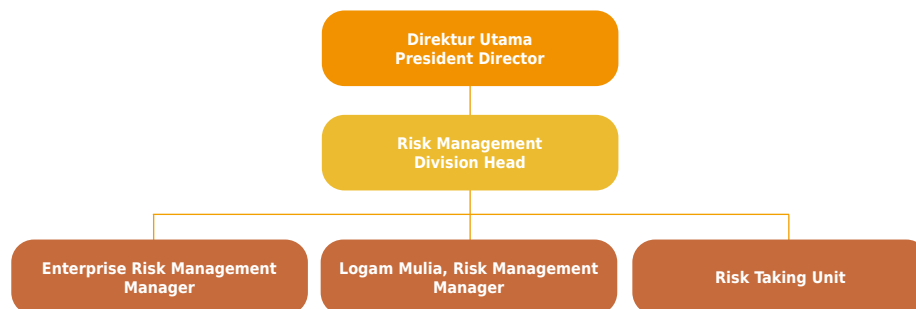 Direktur Utama
President Director
Risk Management
Division Head
Enterprise Risk Management
Manager
Logam Mulia, Risk Management
Manager
Risk Taking Unit